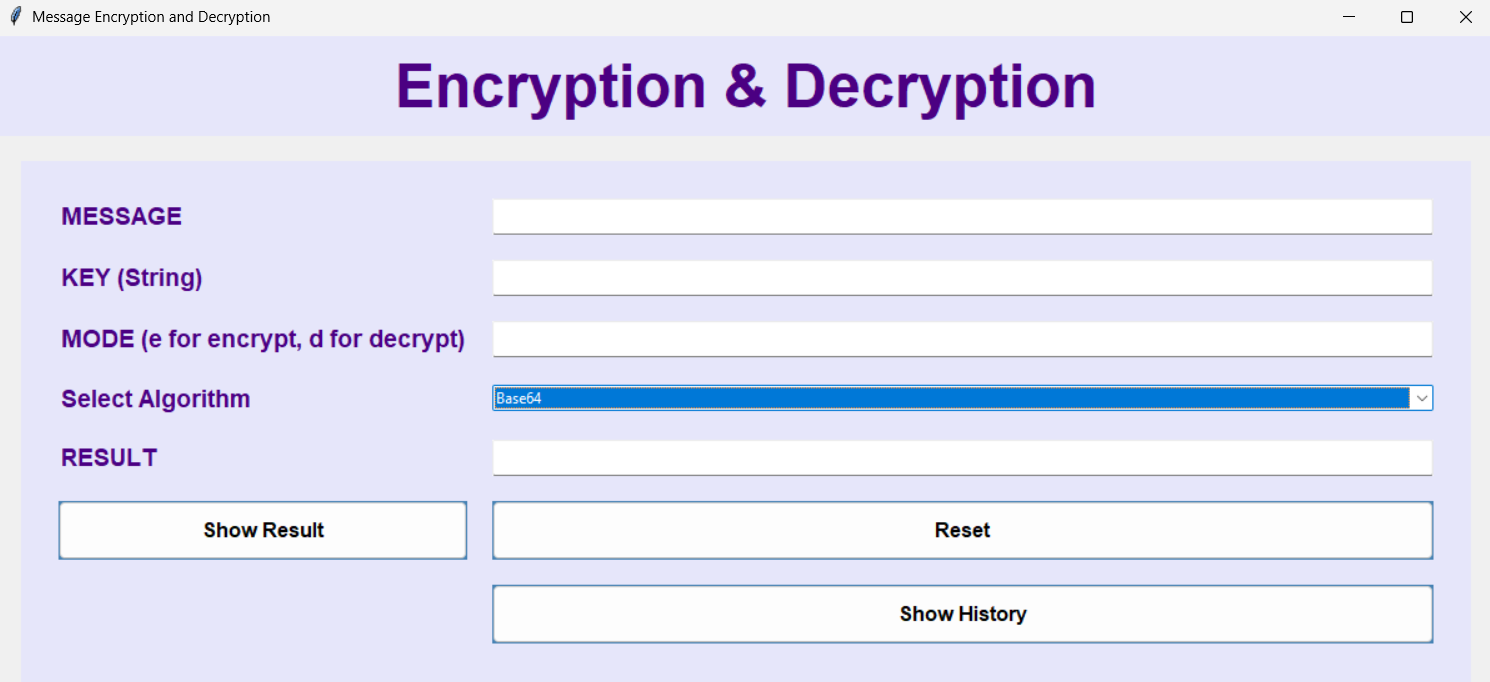 Message Encryption and Decryption
Encryption & Decryption
MESSAGE
KEY (String)
MODE (e for encrypt, d for decrypt)
Select Algorithm
Base64
RESULT
Show Result
Reset
Show History